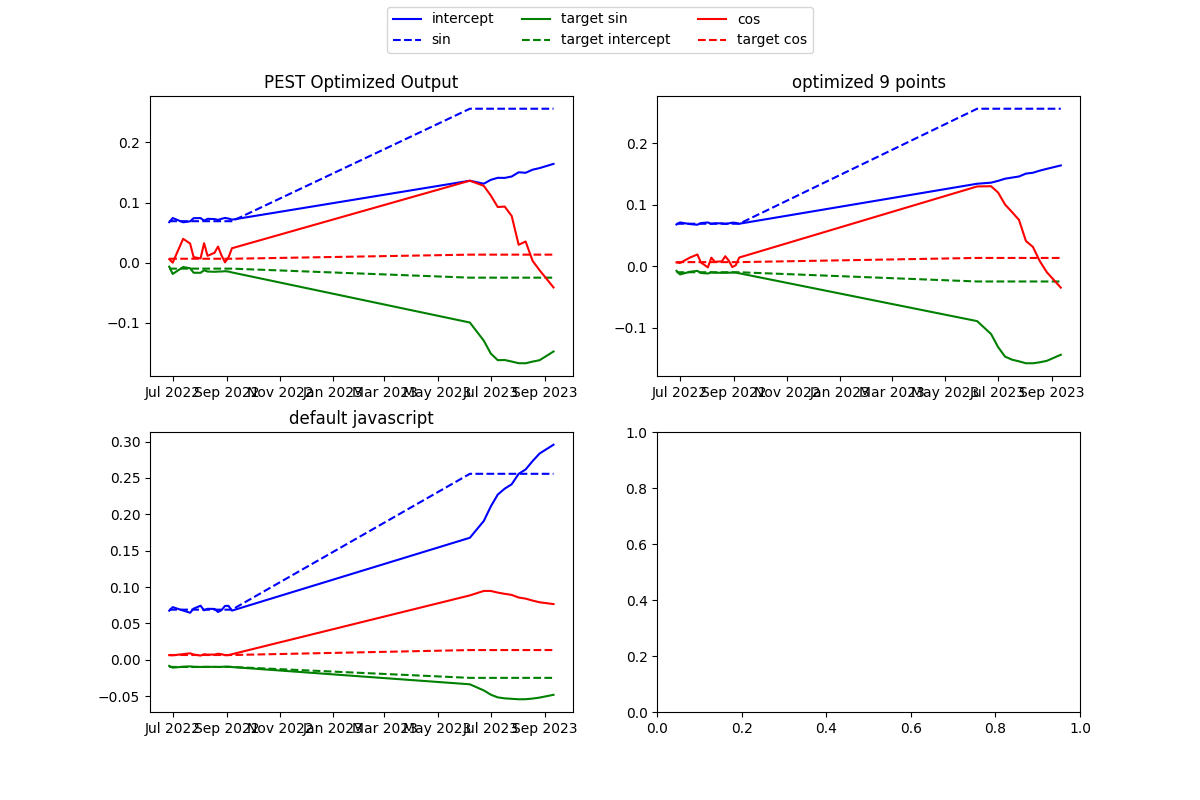 intercept target sin cos
sin target intercept target cos
PEST Optimized Output
optimized 9 points
0.2
0.1
0.0
−0.1
Jul 2022 Sep 2022 Nov 2022 Jan 2023 Mar 2023 May 2023 Jul 2023 Sep 2023
0.2
0.1
0.0
−0.1
Jul 2022 Sep 2022 Nov 2022 Jan 2023 Mar 2023 May 2023 Jul 2023 Sep 2023
default javascript
0.30
0.25
0.20
0.15
0.10
0.05
0.00
−0.05
Jul 2022 Sep 2022 Nov 2022 Jan 2023 Mar 2023 May 2023 Jul 2023 Sep 2023
1.0
0.8
0.6
0.4
0.2
0.0
0.0 0.2 0.4 0.6 0.8 1.0